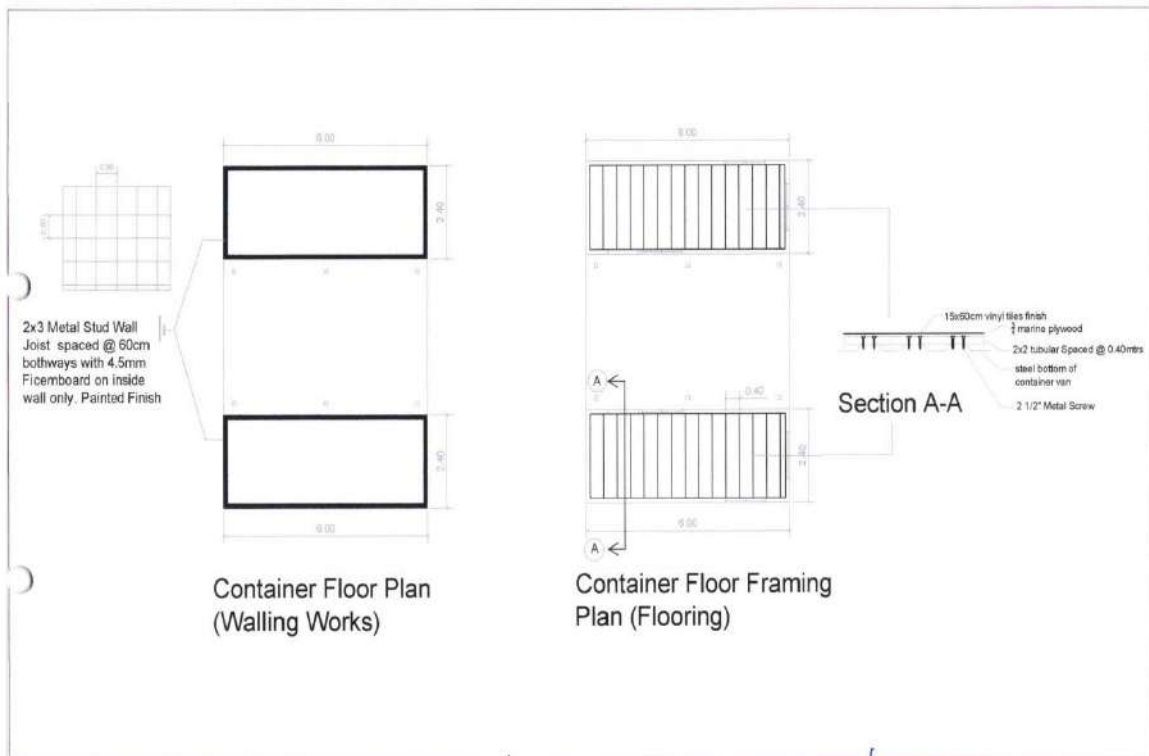 6.00
2.40
2x3 Metal Stud Wall
Joist spaced @ 60cm
bothways with 4.5mm
Ficemboard on inside
wall only. Painted Finish
2.40
6.00
Container Floor Plan
(Walling Works)
6.00
2.40
A
0.40
2.40
6.00
A
Container Floor Framing
Plan (Flooring)
15x60cm vinyl tiles finish
marine plywood
2x2 tubular Spaced @ 0.40mtrs
steel bottom of
container van
2 1/2" Metal Screw
Section A-A